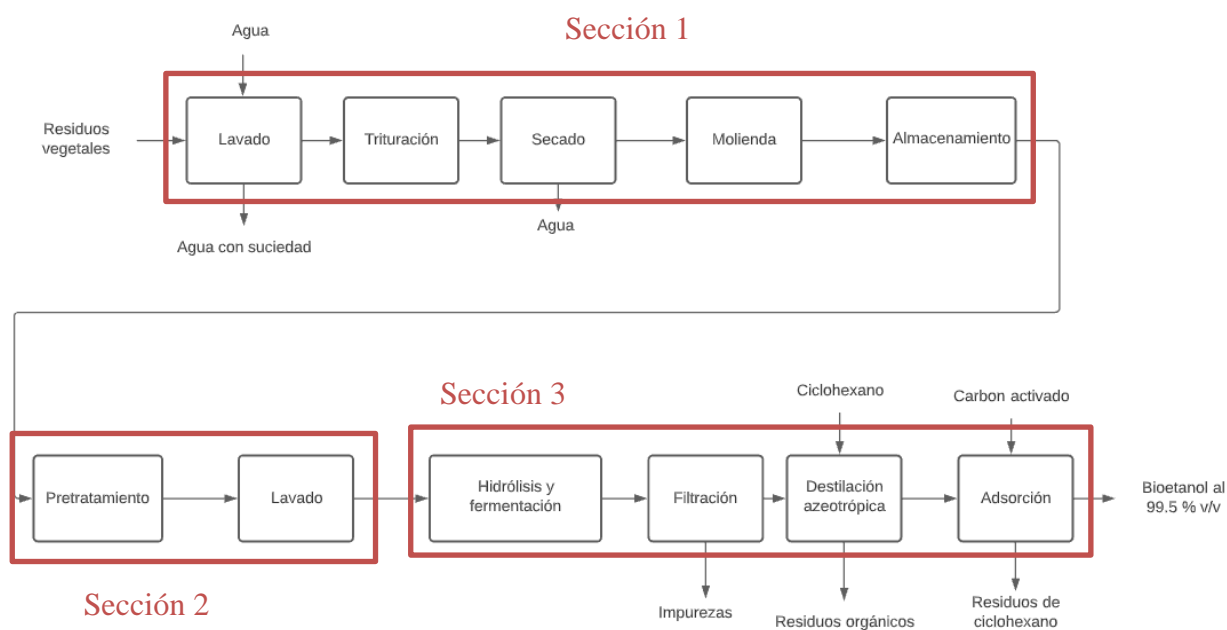 Sección 1
Agua
Residuos
vegetales
Lavado
Trituración
Secado
Molienda
Almacenamiento
Agua con suciedad
Agua
Sección 3
Ciclohexano
Carbon activado
Pretratamiento
Lavado
Hidrólisis y
fermentación
Filtración
Destilación
azeotrópica
Adsorción
Bioetanol al
99.5 % v/v
Sección 2
Impurezas
Residuos orgánicos
Residuos de
ciclohexano